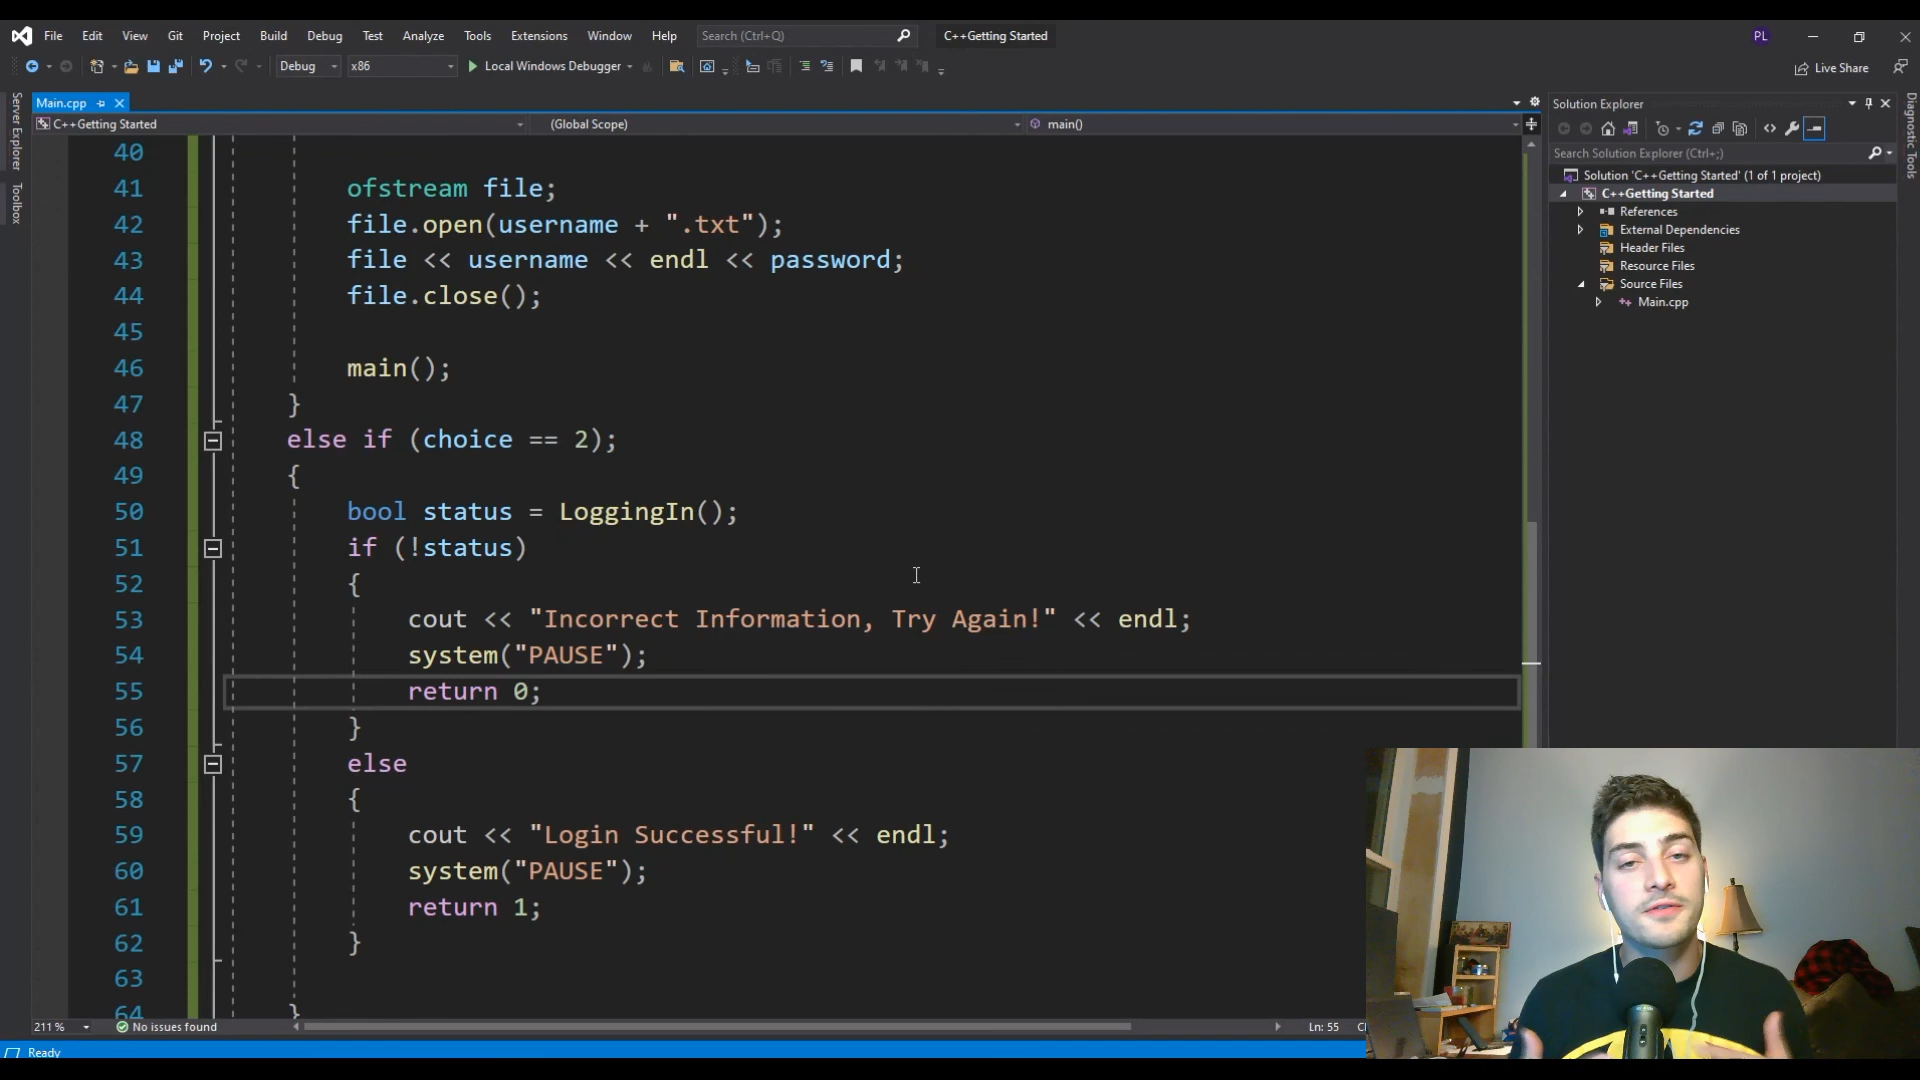 File Edit View Git Project Build Debug Test Analyze Tools Extensions Window Help Search (Ctrl+Q) C++Getting Started PL
Debug x86 Local Windows Debugger Live Share
Server Explorer
Toolbox
Main.cpp
C++Getting Started (Global Scope) main()
40
41 ofstream file;
42 file.open(username + ".txt");
43 file << username << endl << password;
44 file.close();
45
46 main();
47 }
48 else if (choice == 2);
49 {
50 bool status = LoggingIn();
51 if (!status)
52 {
53 cout << "Incorrect Information, Try Again!" << endl;
54 system("PAUSE");
55 return 0;
56 }
57 else
58 {
59 cout << "Login Successful!" << endl;
60 system("PAUSE");
61 return 1;
62 }
63
64 }
211 % No issues found Ln: 55
Ready
Solution Explorer
Search Solution Explorer (Ctrl+;)
Solution 'C++Getting Started' (1 of 1 project)
C++Getting Started
References
External Dependencies
Header Files
Resource Files
Source Files
Main.cpp
Diagnostic Tools